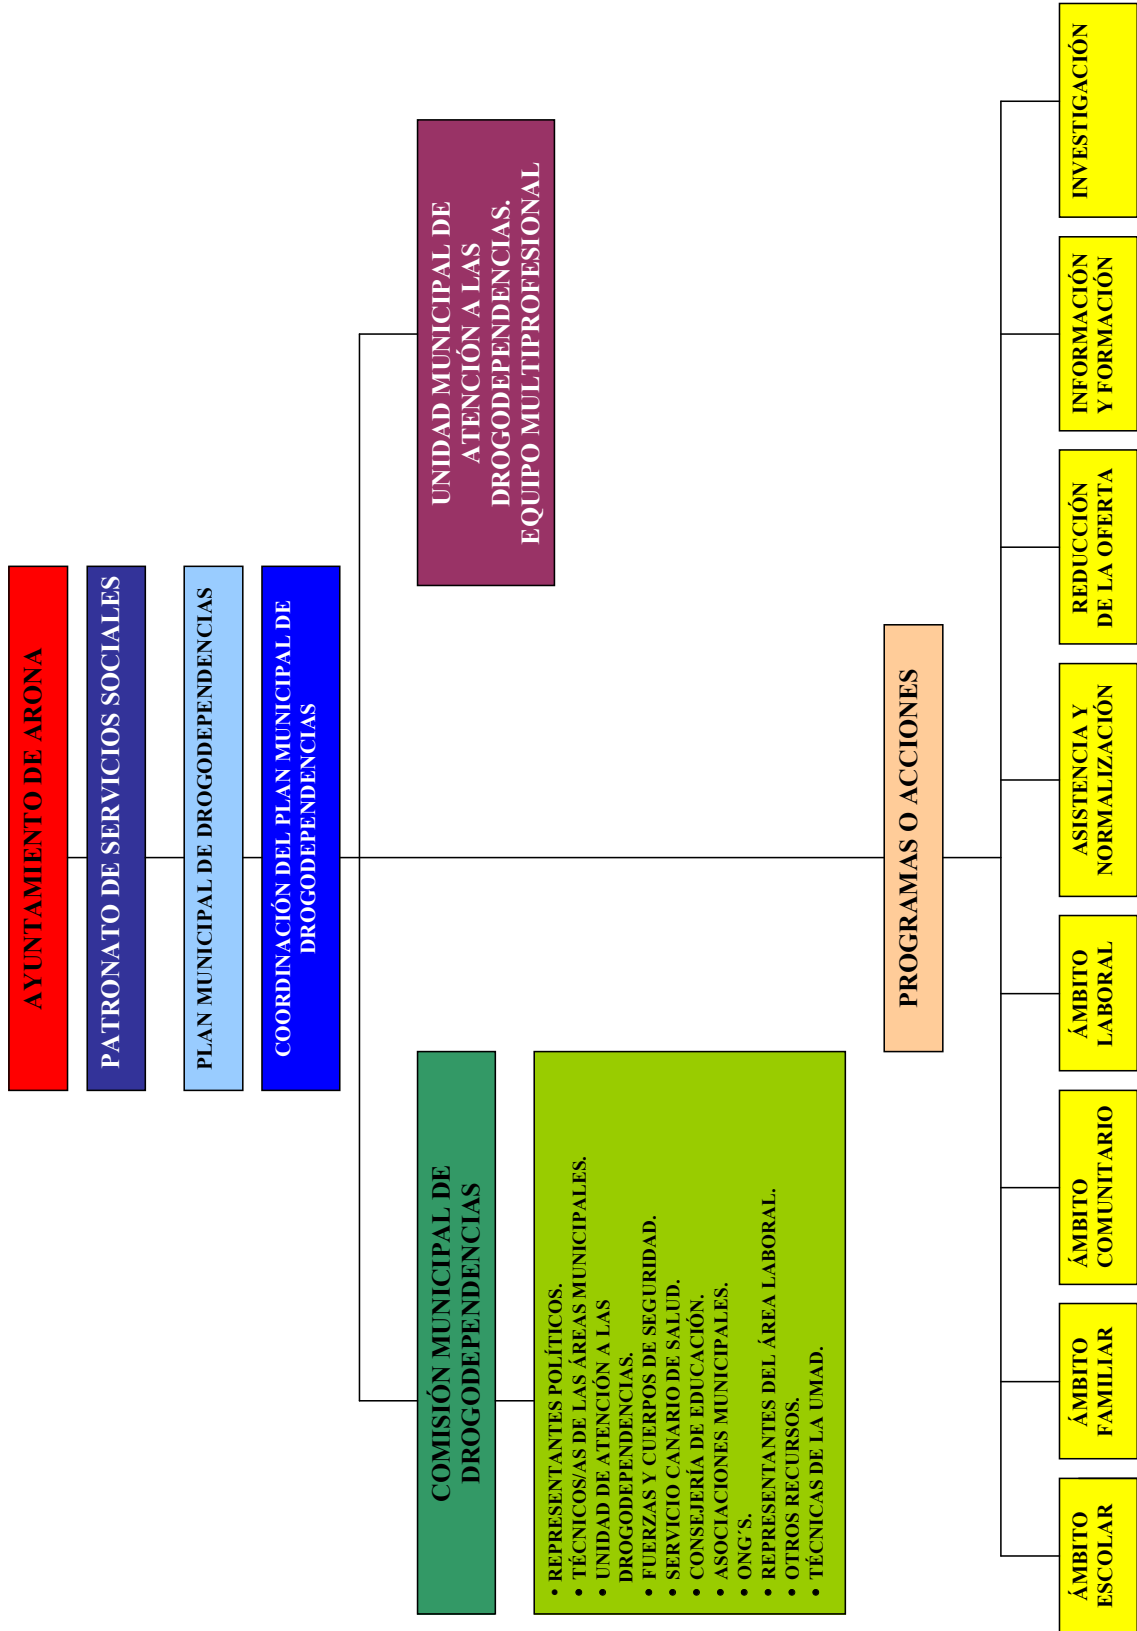 AYUNTAMIENTO DE ARONA
PATRONATO DE SERVICIOS SOCIALES
PLAN MUNICIPAL DE DROGODEPENDENCIAS
COORDINACIÓN DEL PLAN MUNICIPAL DE
DROGODEPENDENCIAS
COMISIÓN MUNICIPAL DE
DROGODEPENDENCIAS
• REPRESENTANTES POLÍTICOS.
• TÉCNICOS/AS DE LAS ÁREAS MUNICIPALES.
• UNIDAD DE ATENCIÓN A LAS
DROGODEPENDENCIAS.
• FUERZAS Y CUERPOS DE SEGURIDAD.
• SERVICIO CANARIO DE SALUD.
• CONSEJERÍA DE EDUCACIÓN.
• ASOCIACIONES MUNICIPALES.
• ONG´S.
• REPRESENTANTES DEL ÁREA LABORAL.
• OTROS RECURSOS.
• TÉCNICAS DE LA UMAD.
UNIDAD MUNICIPAL DE
ATENCIÓN A LAS
DROGODEPENDENCIAS.
EQUIPO MULTIPROFESIONAL
PROGRAMAS O ACCIONES
ÁMBITO
ESCOLAR
ÁMBITO
FAMILIAR
ÁMBITO
COMUNITARIO
ÁMBITO
LABORAL
ASISTENCIA Y
NORMALIZACIÓN
REDUCCIÓN
DE LA OFERTA
INFORMACIÓN
Y FORMACIÓN
INVESTIGACIÓN